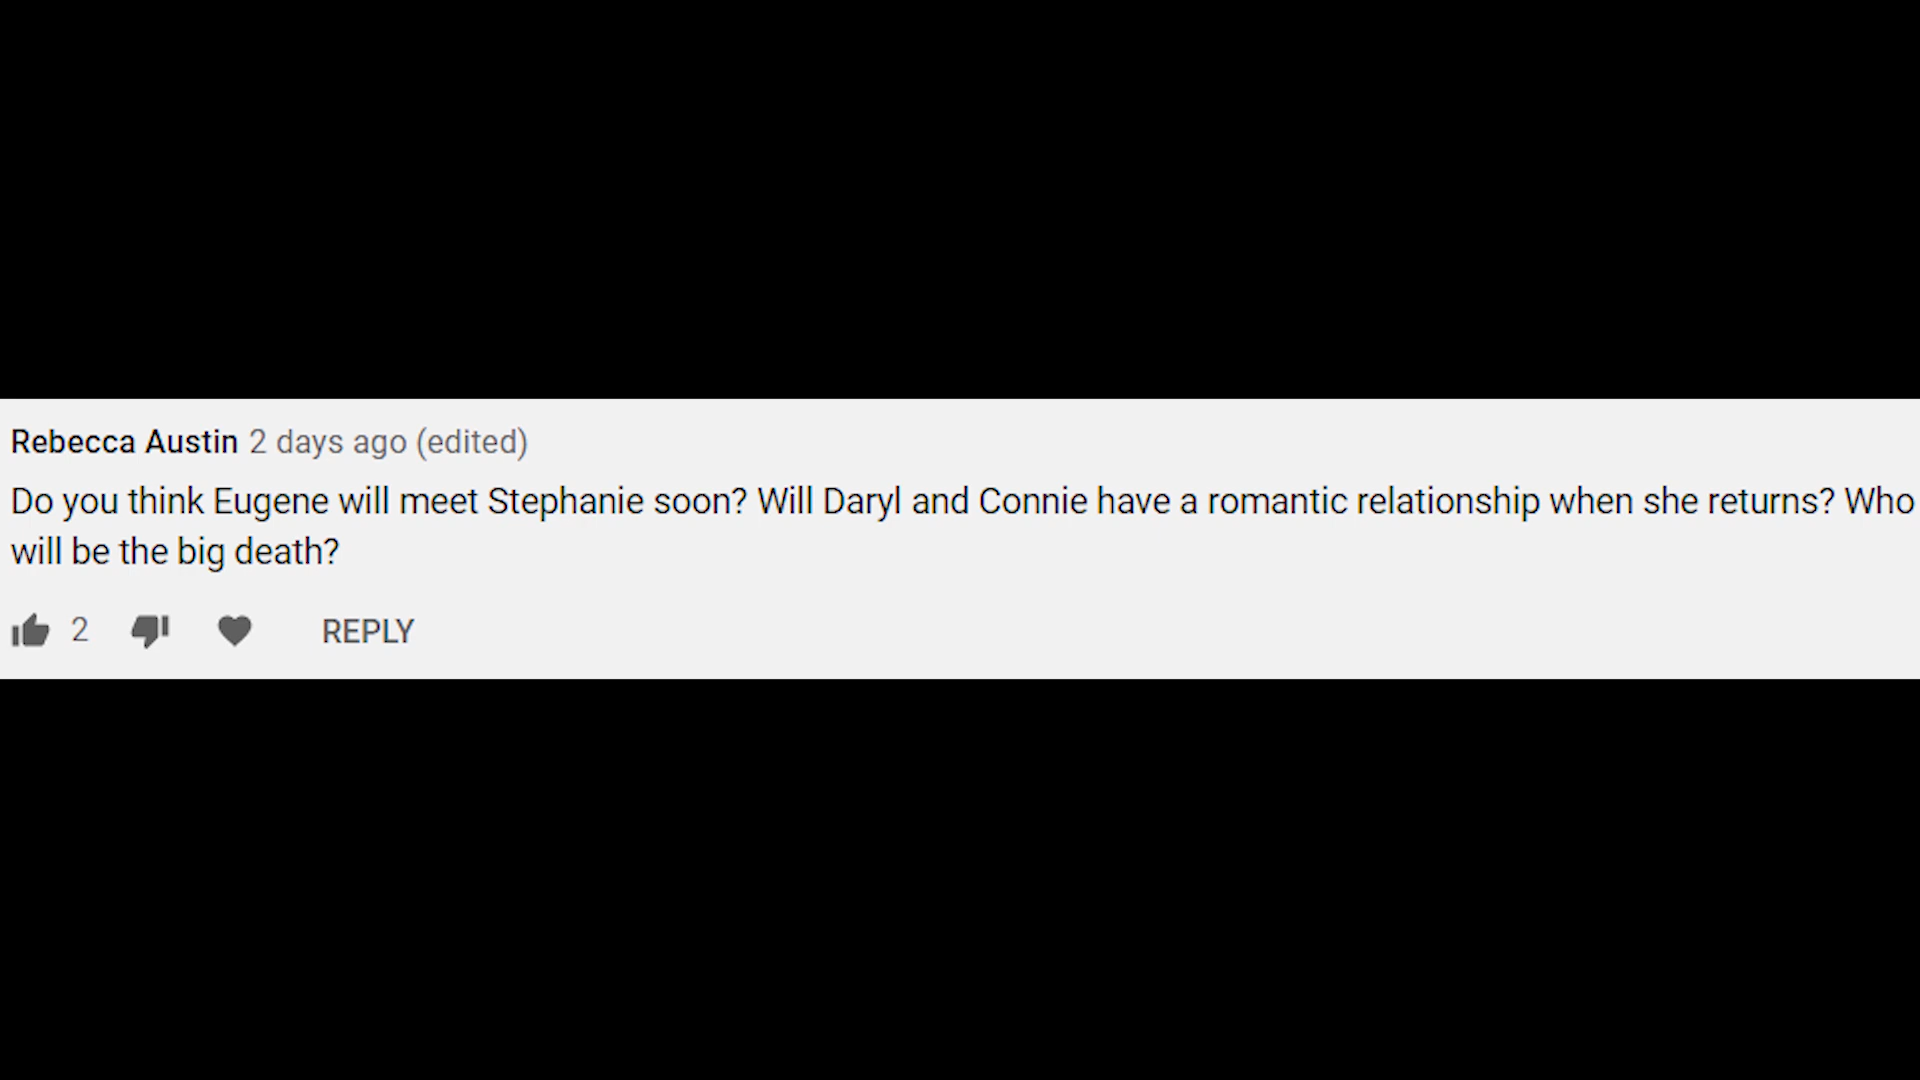 Rebecca Austin 2 days ago (edited)
Do you think Eugene will meet Stephanie soon? Will Daryl and Connie have a romantic relationship when she returns? Who
will be the big death?
2 REPLY